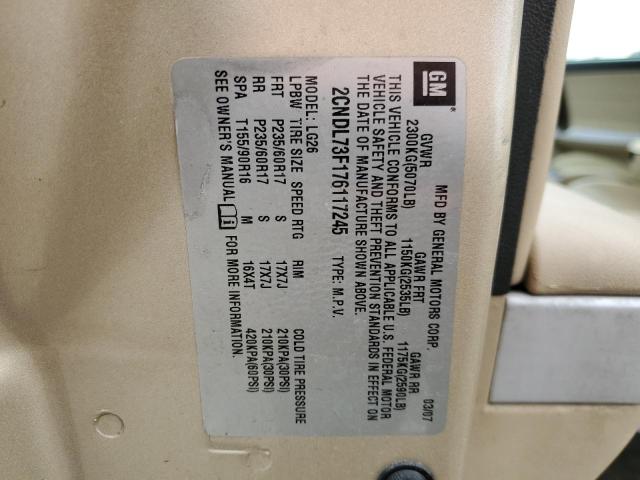 GM
®
MFD BY GENERAL MOTORS CORP. 03/07
GVWR GAWR FRT GAWR RR
2300KG(5070LB) 1150KG(2535LB) 1175KG(2590LB)
THIS VEHICLE CONFORMS TO ALL APPLICABLE U.S. FEDERAL MOTOR
VEHICLE SAFETY AND THEFT PREVENTION STANDARDS IN EFFECT ON
THE DATE OF MANUFACTURE SHOWN ABOVE.
2CNDL73F176117245 TYPE: M.P.V.
MODEL: LG26
LPBW TIRE SIZE SPEED RTG RIM COLD TIRE PRESSURE
FRT P235/60R17 S 17X7J 210KPA(30PSI)
RR P235/60R17 S 17X7J 210KPA(30PSI)
SPA T155/90R16 M 16X4T 420KPA(60PSI)
SEE OWNER'S MANUAL FOR MORE INFORMATION.